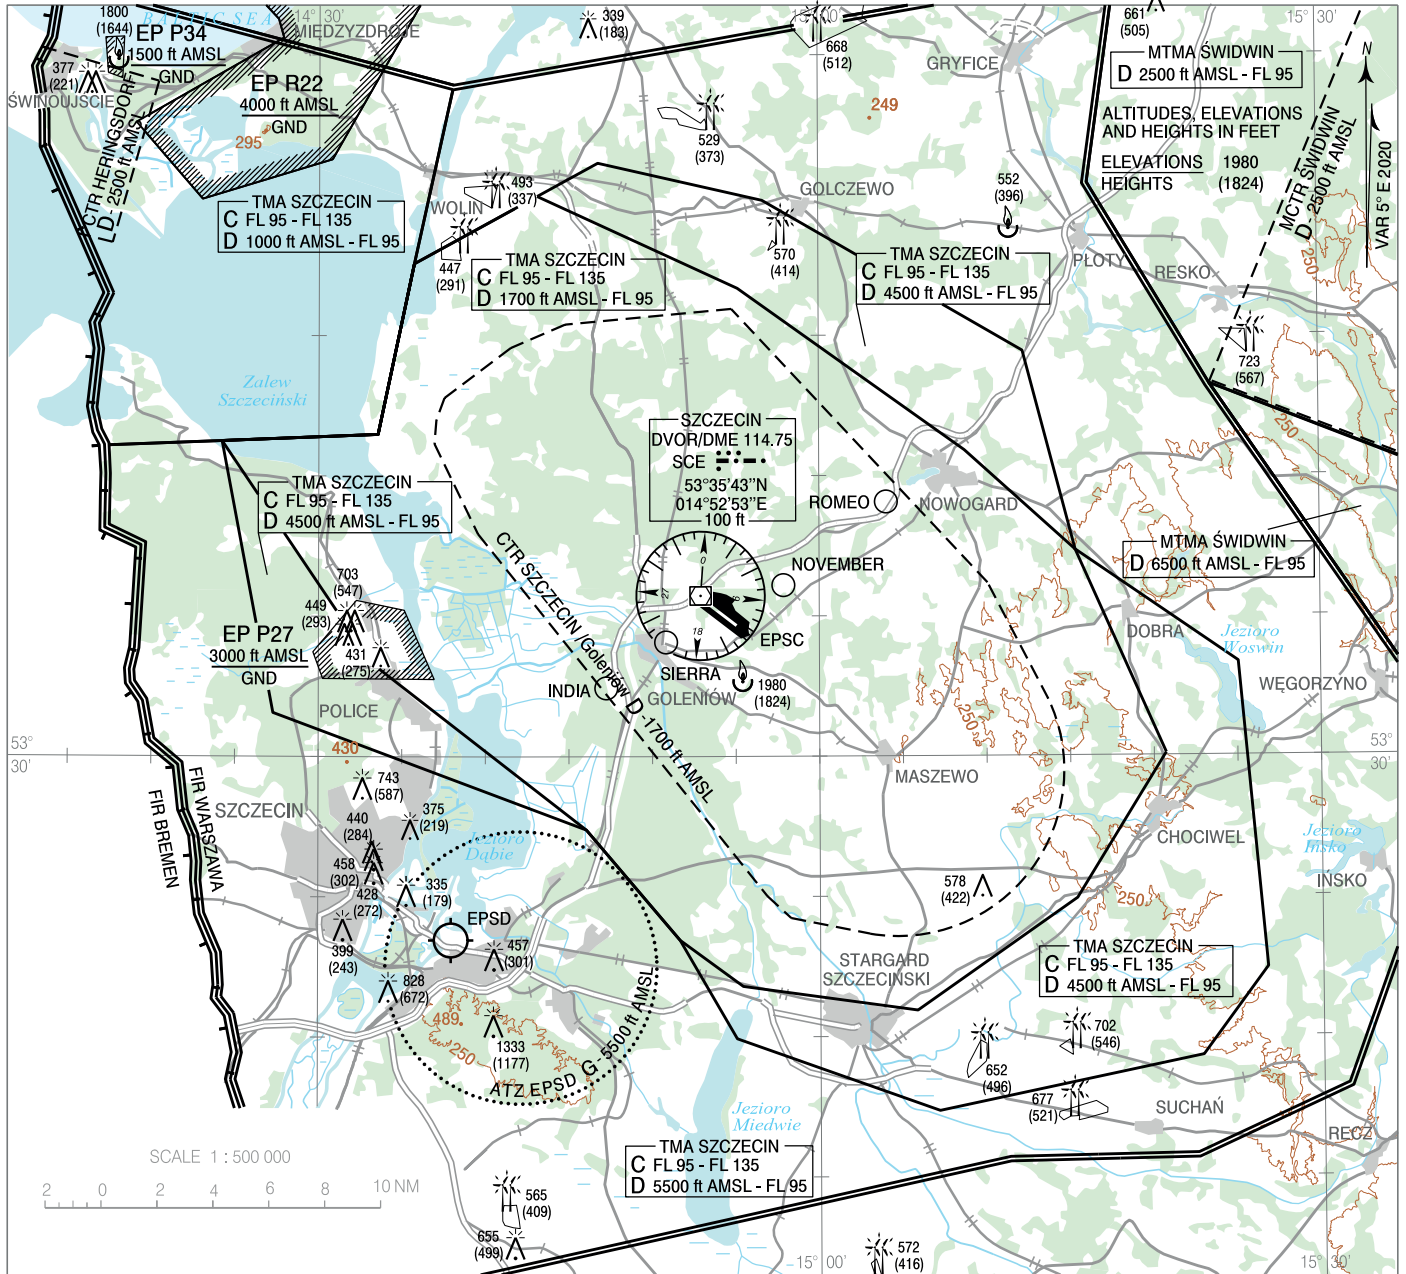 1800
(1644)
BALTIC SEA
EP P34
1500 ft AMSL
GND
377
(221)
ŚWINOUJŚCIE
14° 30'
MIEDZYZDROJE
EP R22
4000 ft AMSL
GND
295
CTR HERINGSDORF
D 2500 ft AMSL
339
(183)
15° 00'
668
(512)
GRYFICE
661
(505)
15° 30'
MTMA ŚWIDWIN
D 2500 ft AMSL - FL 95
ALTITUDES, ELEVATIONS
AND HEIGHTS IN FEET
ELEVATIONS 1980
HEIGHTS (1824)
N
VAR 5° E 2020
MCTR ŚWIDWIN
D - 2500 ft AMSL
249
529
(373)
493
(337)
WOLIN
447
(291)
GOLCZEWO
570
(414)
552
(396)
PŁOTY
RESKO
250
723
(567)
250
TMA SZCZECIN
C FL 95 - FL 135
D 1000 ft AMSL - FL 95
TMA SZCZECIN
C FL 95 - FL 135
D 1700 ft AMSL - FL 95
TMA SZCZECIN
C FL 95 - FL 135
D 4500 ft AMSL - FL 95
Zalew
Szczeciński
TMA SZCZECIN
C FL 95 - FL 135
D 4500 ft AMSL - FL 95
SZCZECIN
DVOR/DME 114.75
SCE
53°35'43"N
014°52'53"E
100 ft
ROMEO
NOWOGARD
NOVEMBER
MTMA ŚWIDWIN
D 6500 ft AMSL - FL 95
0
9
18
27
EPSC
SIERRA
INDIA
GOLENIÓW
1980
(1824)
CTR SZCZECIN /Goleniów D - 1700 ft AMSL
703
(547)
449
(293)
431
(275)
EP P27
3000 ft AMSL
GND
POLICE
DOBRA
Jezioro
Woswin
WĘGORZYNO
250
53°
30'
53°
30'
430
MASZEWO
FIR WARSZAWA
FIR BREMEN
SZCZECIN
743
(587)
375
(219)
440
(284)
458
(302)
428
(272)
335
(179)
399
(243)
828
(672)
Jezioro
Dąbie
EPSD
457
(301)
489
250
1333
(1177)
ATZ EPSD G - 5500 ft AMSL
CHOCIWEL
Jezioro
Ińsko
IŃSKO
250
578
(422)
STARGARD
SZCZECIŃSKI
TMA SZCZECIN
C FL 95 - FL 135
D 4500 ft AMSL - FL 95
652
(496)
702
(546)
677
(521)
SUCHAŃ
RECZ
Jezioro
Miedwie
TMA SZCZECIN
C FL 95 - FL 135
D 5500 ft AMSL - FL 95
SCALE 1 : 500 000
2 0 2 4 6 8 10 NM
565
(409)
655
(499)
15° 00'
572
(416)
15° 30'